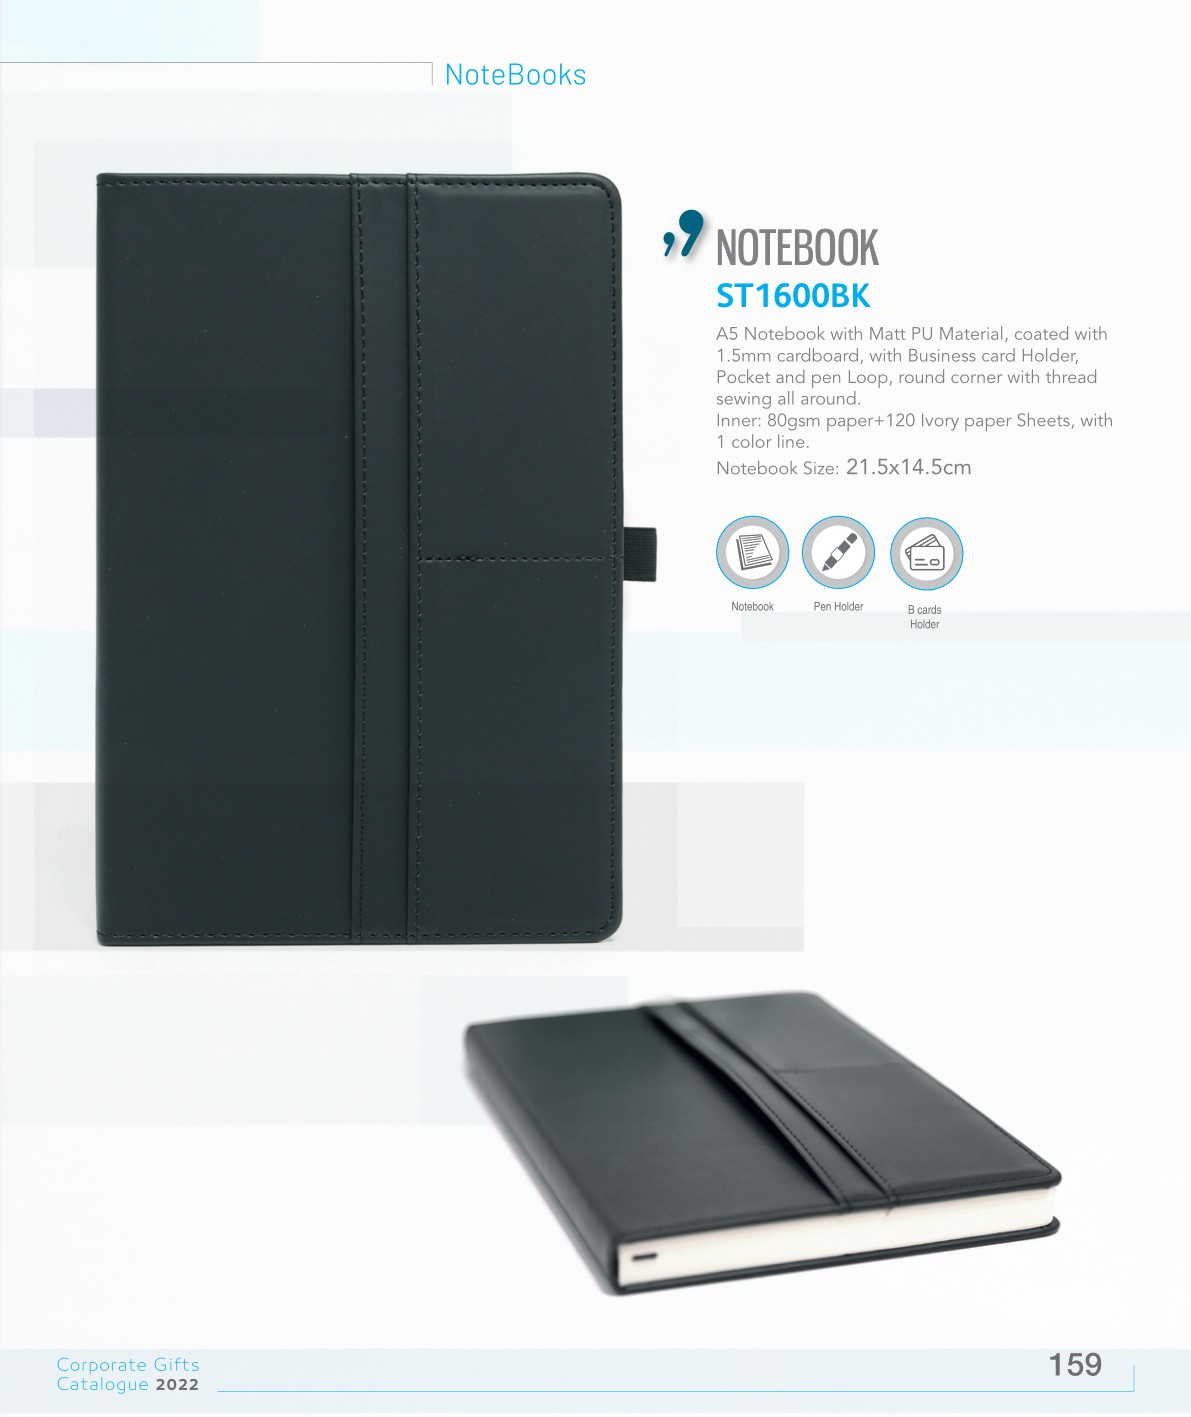 NoteBooks
NOTEBOOK
ST1600BK
A5 Notebook with Matt PU Material, coated with
1.5mm cardboard, with Business card Holder,
Pocket and pen Loop, round corner with thread
sewing all around.
Inner: 80gsm paper+120 Ivory paper Sheets, with
1 color line.
Notebook Size: 21.5x14.5cm
Notebook
Pen Holder
B cards
Holder
Corporate Gifts
Catalogue 2022
159